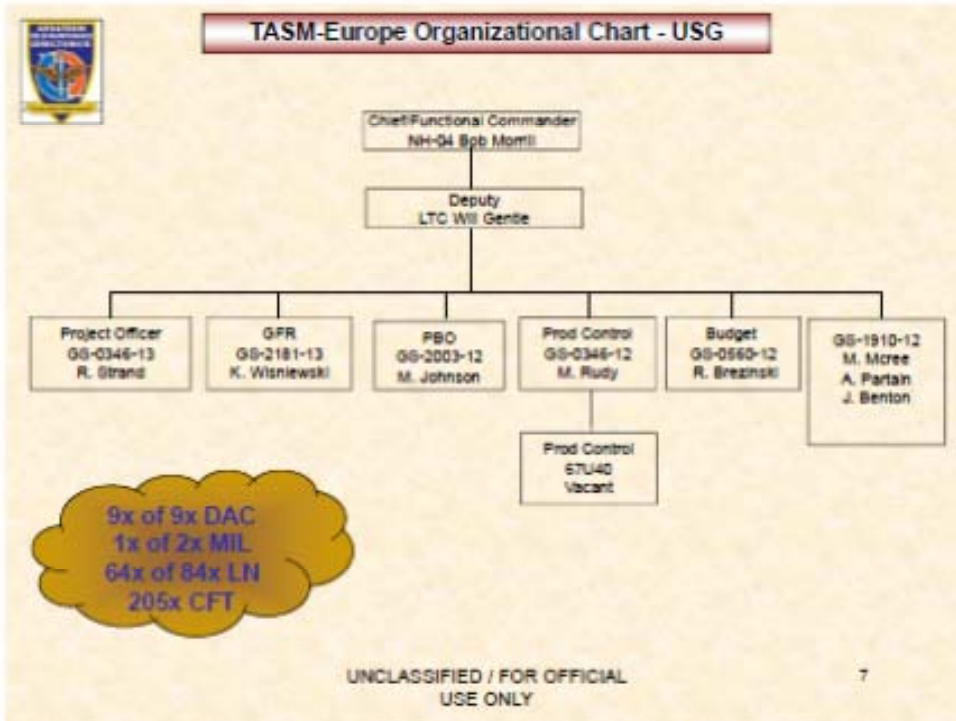 TASM-Europe Organizational Chart - USG
Chief/Functional Commander
NH-04 Bob Morrill
Deputy
LTC Will Gentle
Project Officer
GS-0346-13
R. Strand
GFR
GS-2181-13
K. Wisniewski
PBO
GS-2003-12
M. Johnson
Prod Control
GS-0346-12
M. Rudy
Budget
GS-0560-12
R. Brezinski
GS-1910-12
M. Mcree
A. Partain
J. Benton
Prod Control
67U40
Vacant
9x of 9x DAC
1x of 2x MIL
64x of 84x LN
205x CFT
UNCLASSIFIED / FOR OFFICIAL
USE ONLY
7